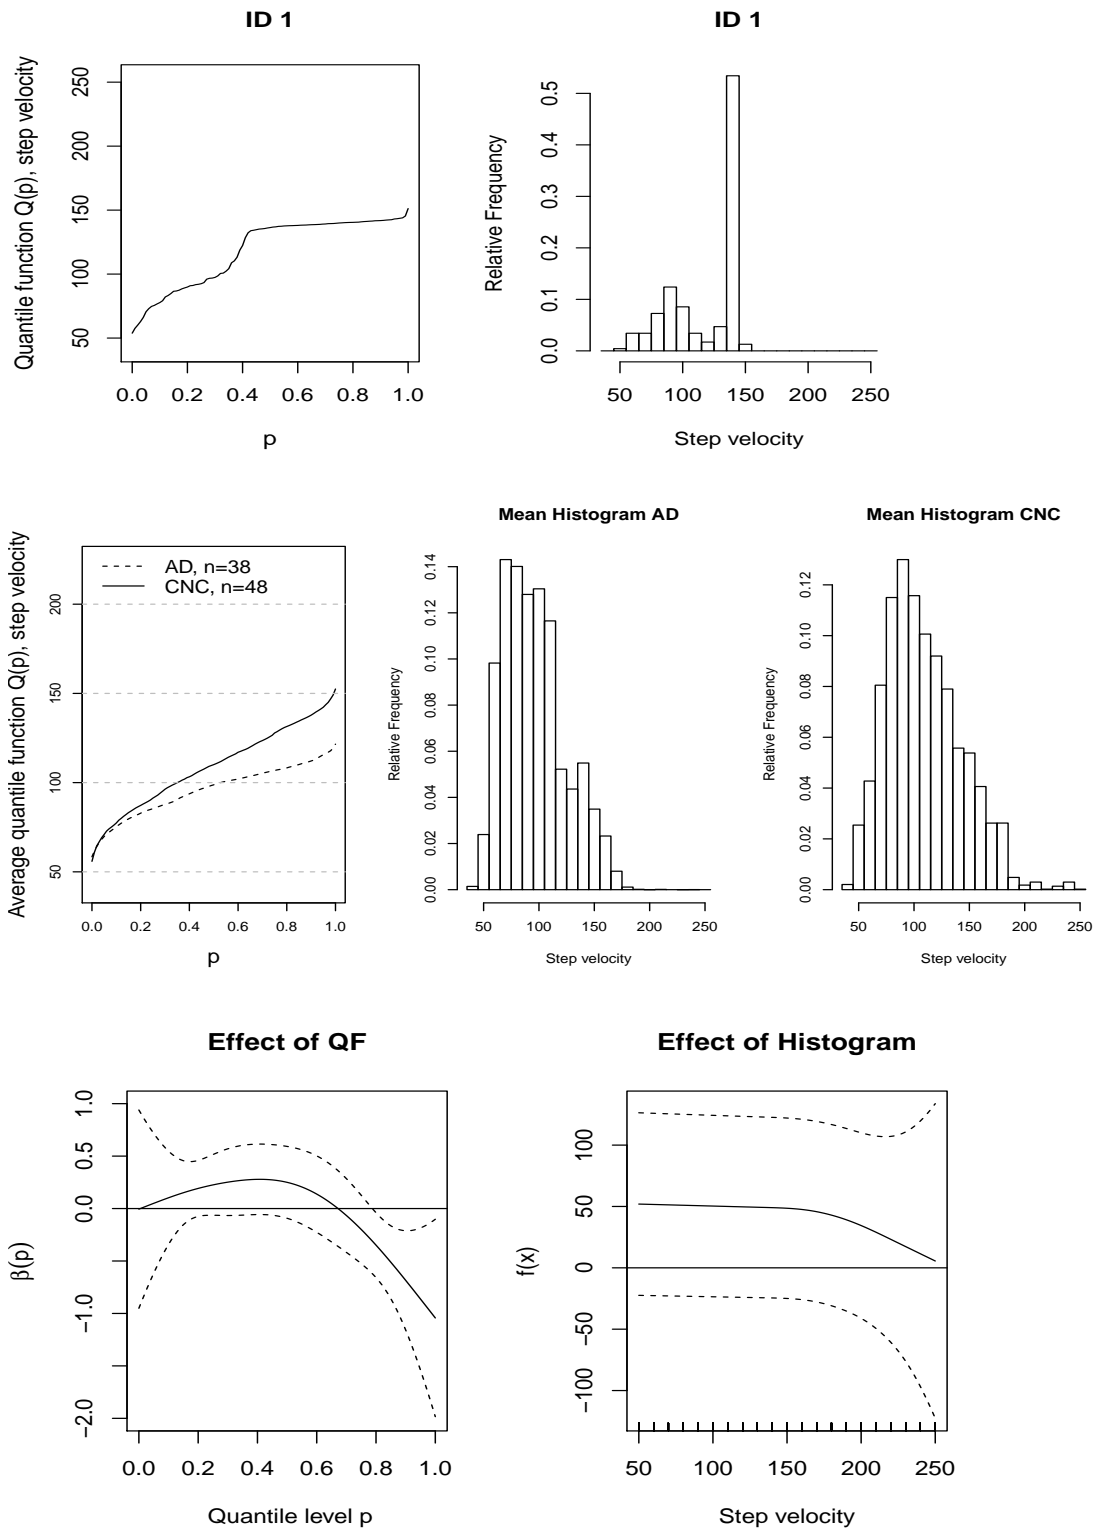 ID 1
Quantile function Q(p), step velocity
250
200
150
100
50
0.0 0.2 0.4 0.6 0.8 1.0
p
ID 1
Relative Frequency
0.5
0.4
0.3
0.2
0.1
0.0
50 100 150 200 250
Step velocity
Average quantile function Q(p), step velocity
AD, n=38
CNC, n=48
200
150
100
50
0.0 0.2 0.4 0.6 0.8 1.0
p
Mean Histogram AD
Relative Frequency
0.14
0.12
0.10
0.08
0.06
0.04
0.02
0.00
50 100 150 200 250
Step velocity
Mean Histogram CNC
Relative Frequency
0.12
0.10
0.08
0.06
0.04
0.02
0.00
50 100 150 200 250
Step velocity
Effect of QF
β(p)
1.0
0.5
0.0
−1.0
−2.0
0.0 0.2 0.4 0.6 0.8 1.0
Quantile level p
Effect of Histogram
f(x)
100
50
0
−50
−100
50 100 150 200 250
Step velocity